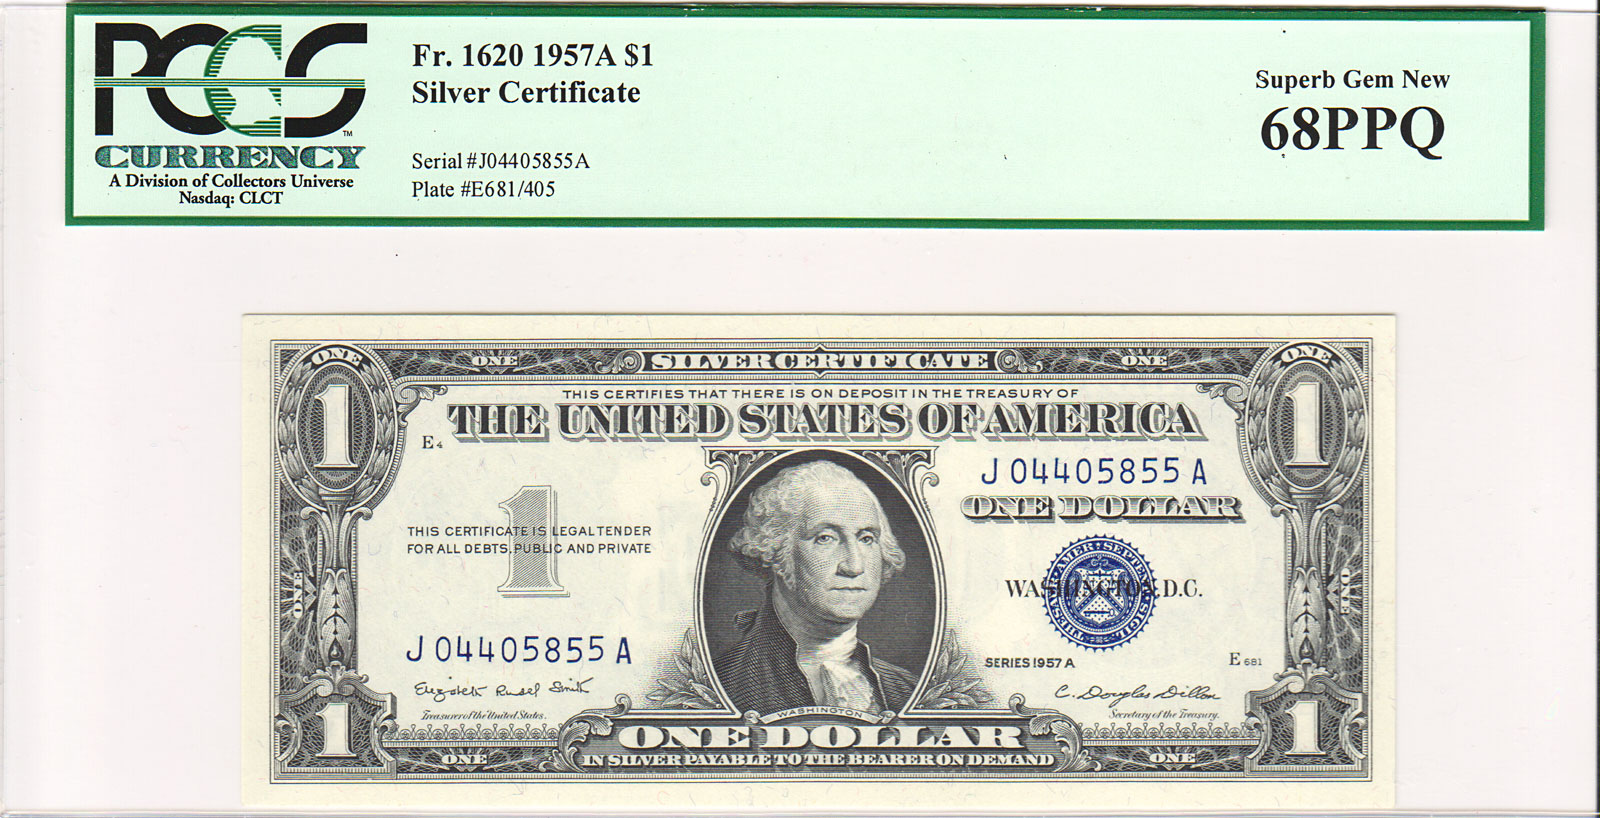 PCGS
TM
CURRENCY
A Division of Collectors Universe
Nasdaq: CLCT
Fr. 1620 1957A $1
Silver Certificate
Serial #J04405855A
Plate #E681/405
Superb Gem New
68PPQ
ONE ONE SILVER CERTIFICATE ONE ONE
1 1
THIS CERTIFIES THAT THERE IS ON DEPOSIT IN THE TREASURY OF
THE UNITED STATES OF AMERICA
E4
J 04405855 A
ONE DOLLAR
1
THIS CERTIFICATE IS LEGAL TENDER
FOR ALL DEBTS, PUBLIC AND PRIVATE
WASHINGTON, D.C.
ONE ONE
J 04405855 A
SERIES 1957 A
E 681
Elizabeth Rudel Smith
C. Douglas Dillon
Treasurer of the United States.
Secretary of the Treasury.
WASHINGTON
1 1
ONE DOLLAR
ONE IN SILVER PAYABLE TO THE BEARER ON DEMAND ONE